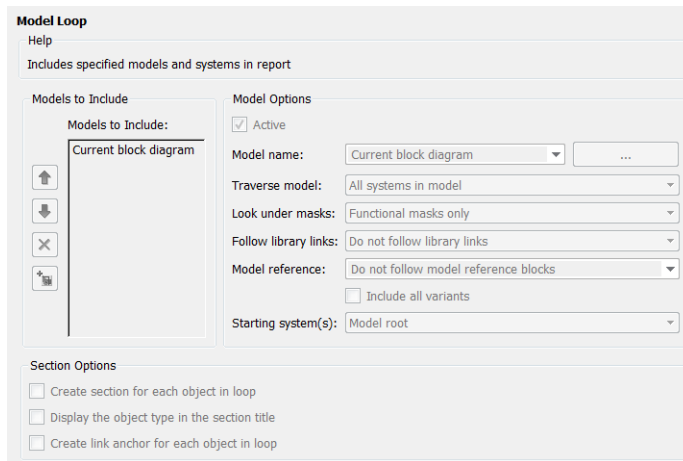 Model Loop
Help
Includes specified models and systems in report
Models to Include
Models to Include:
Current block diagram
Model Options
Active
Model name: Current block diagram ...
Traverse model: All systems in model
Look under masks: Functional masks only
Follow library links: Do not follow library links
Model reference: Do not follow model reference blocks
Include all variants
Starting system(s): Model root
Section Options
Create section for each object in loop
Display the object type in the section title
Create link anchor for each object in loop